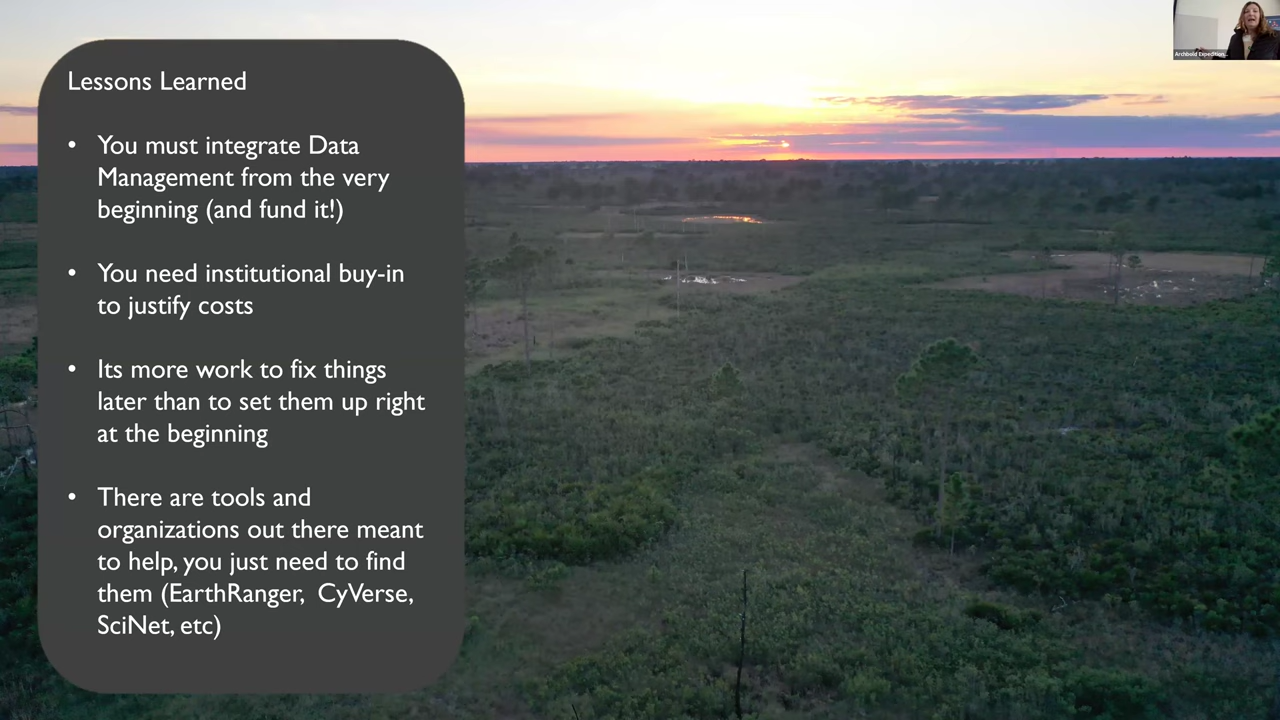 Archbold Expedition...
Lessons Learned
• You must integrate Data
Management from the very
beginning (and fund it!)
• You need institutional buy-in
to justify costs
• Its more work to fix things
later than to set them up right
at the beginning
• There are tools and
organizations out there meant
to help, you just need to find
them (EarthRanger,  CyVerse,
SciNet, etc)